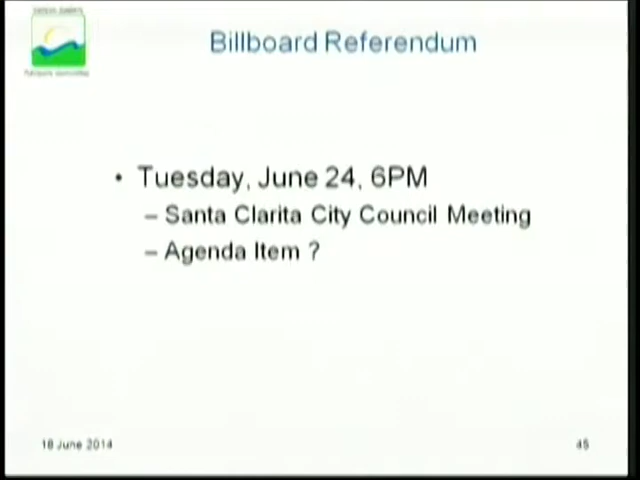 Billboard Referendum
• Tuesday, June 24, 6PM
– Santa Clarita City Council Meeting
– Agenda Item ?
18 June 2014
45